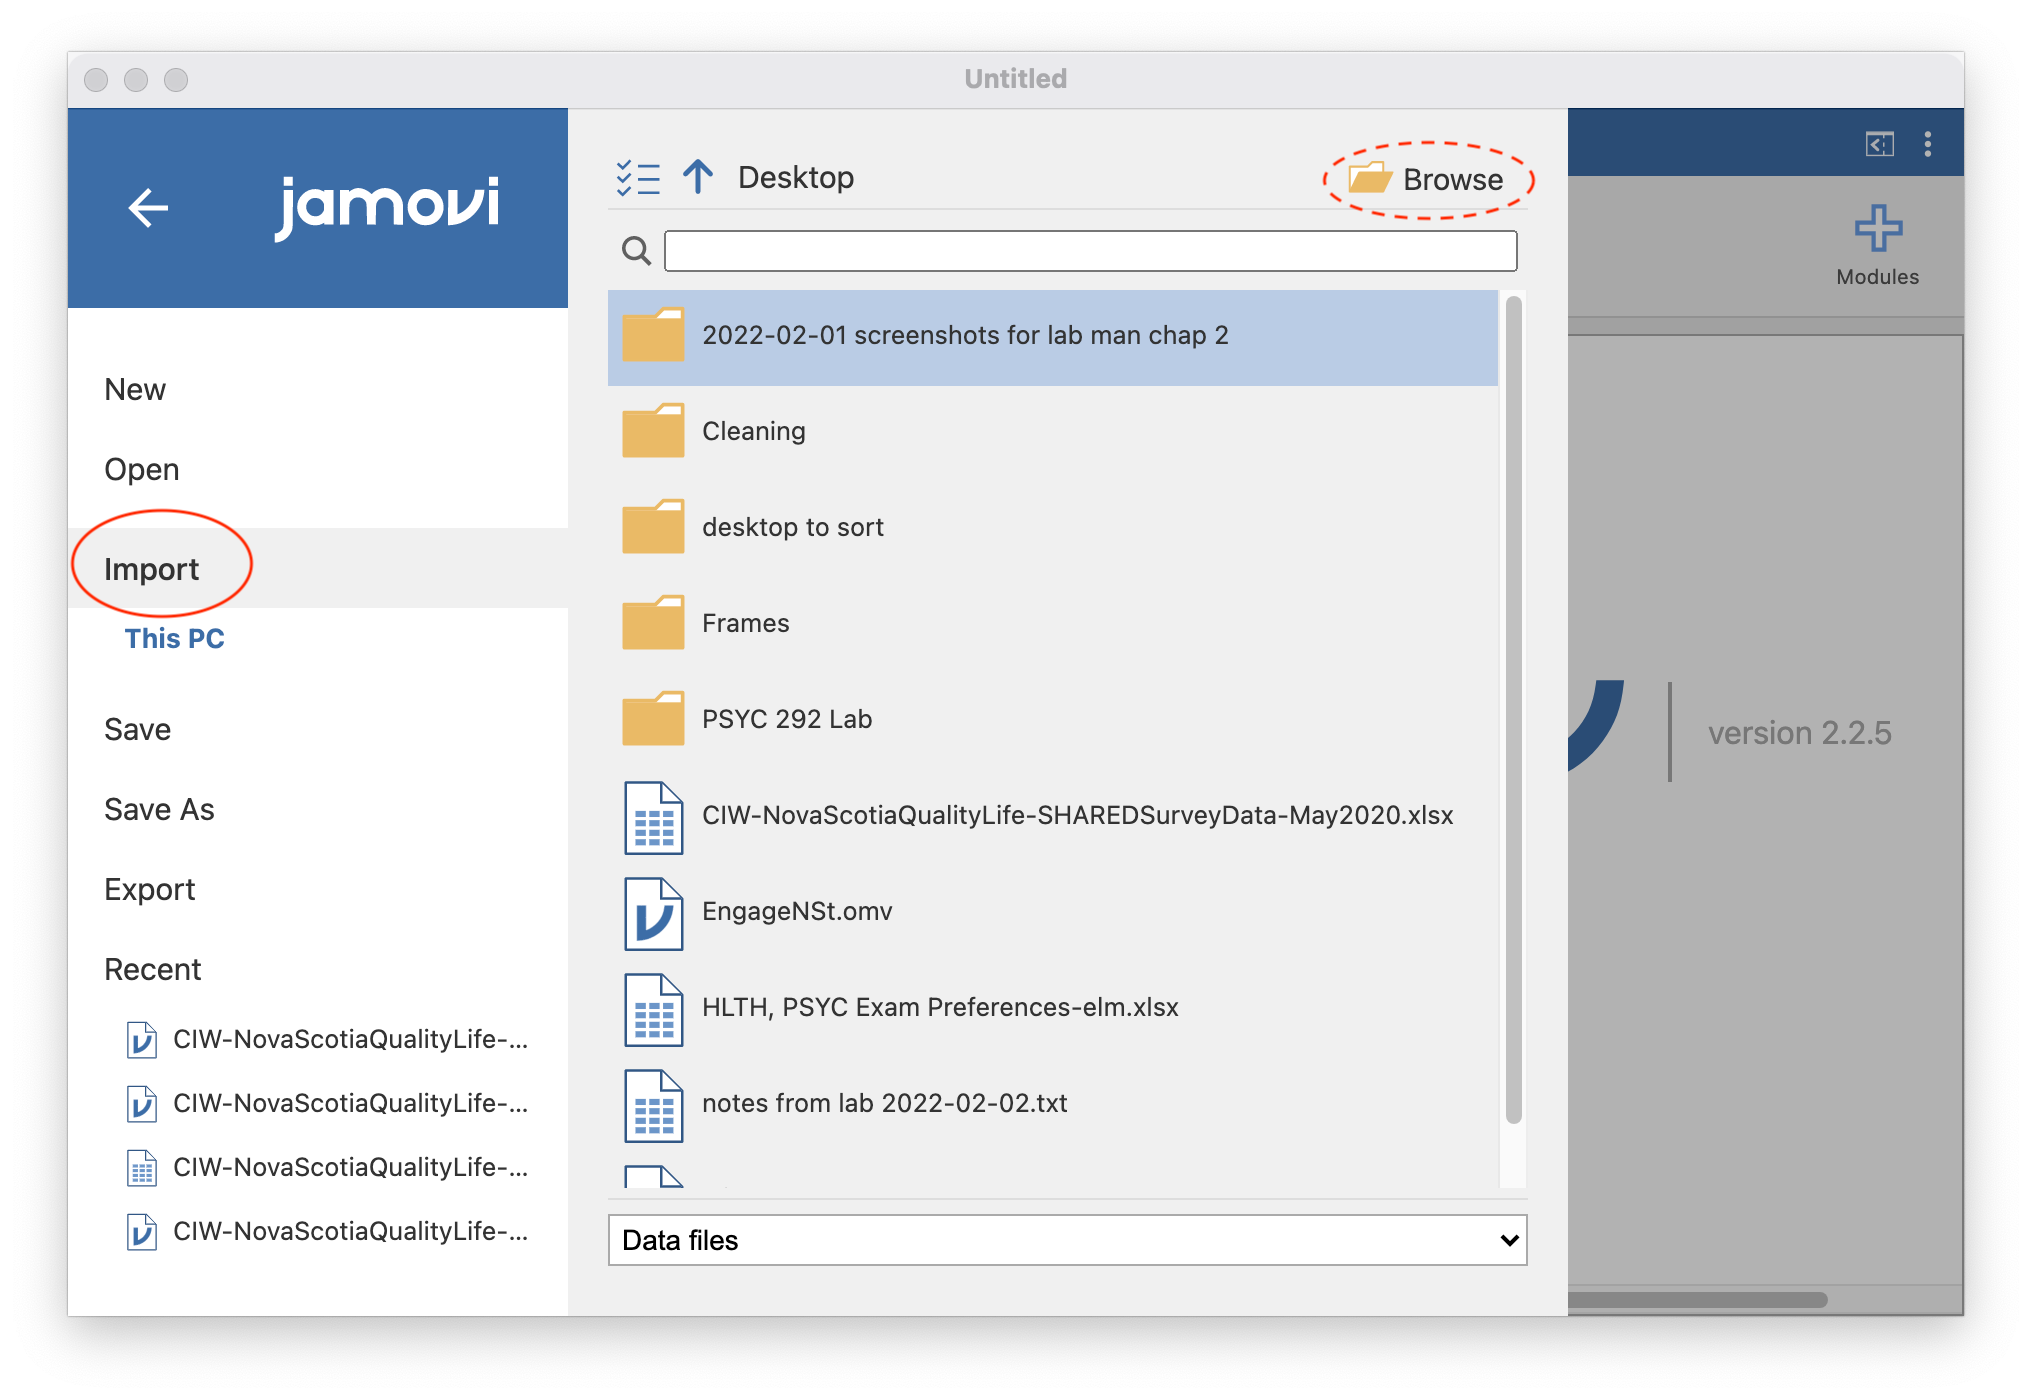 Untitled
jamovi
New
Open
Import
This PC
Save
Save As
Export
Recent
CIW-NovaScotiaQualityLife-...
CIW-NovaScotiaQualityLife-...
CIW-NovaScotiaQualityLife-...
CIW-NovaScotiaQualityLife-...
Desktop
Browse
2022-02-01 screenshots for lab man chap 2
Cleaning
desktop to sort
Frames
PSYC 292 Lab
CIW-NovaScotiaQualityLife-SHAREDSurveyData-May2020.xlsx
EngageNSt.omv
HLTH, PSYC Exam Preferences-elm.xlsx
notes from lab 2022-02-02.txt
Data files
Modules
version 2.2.5